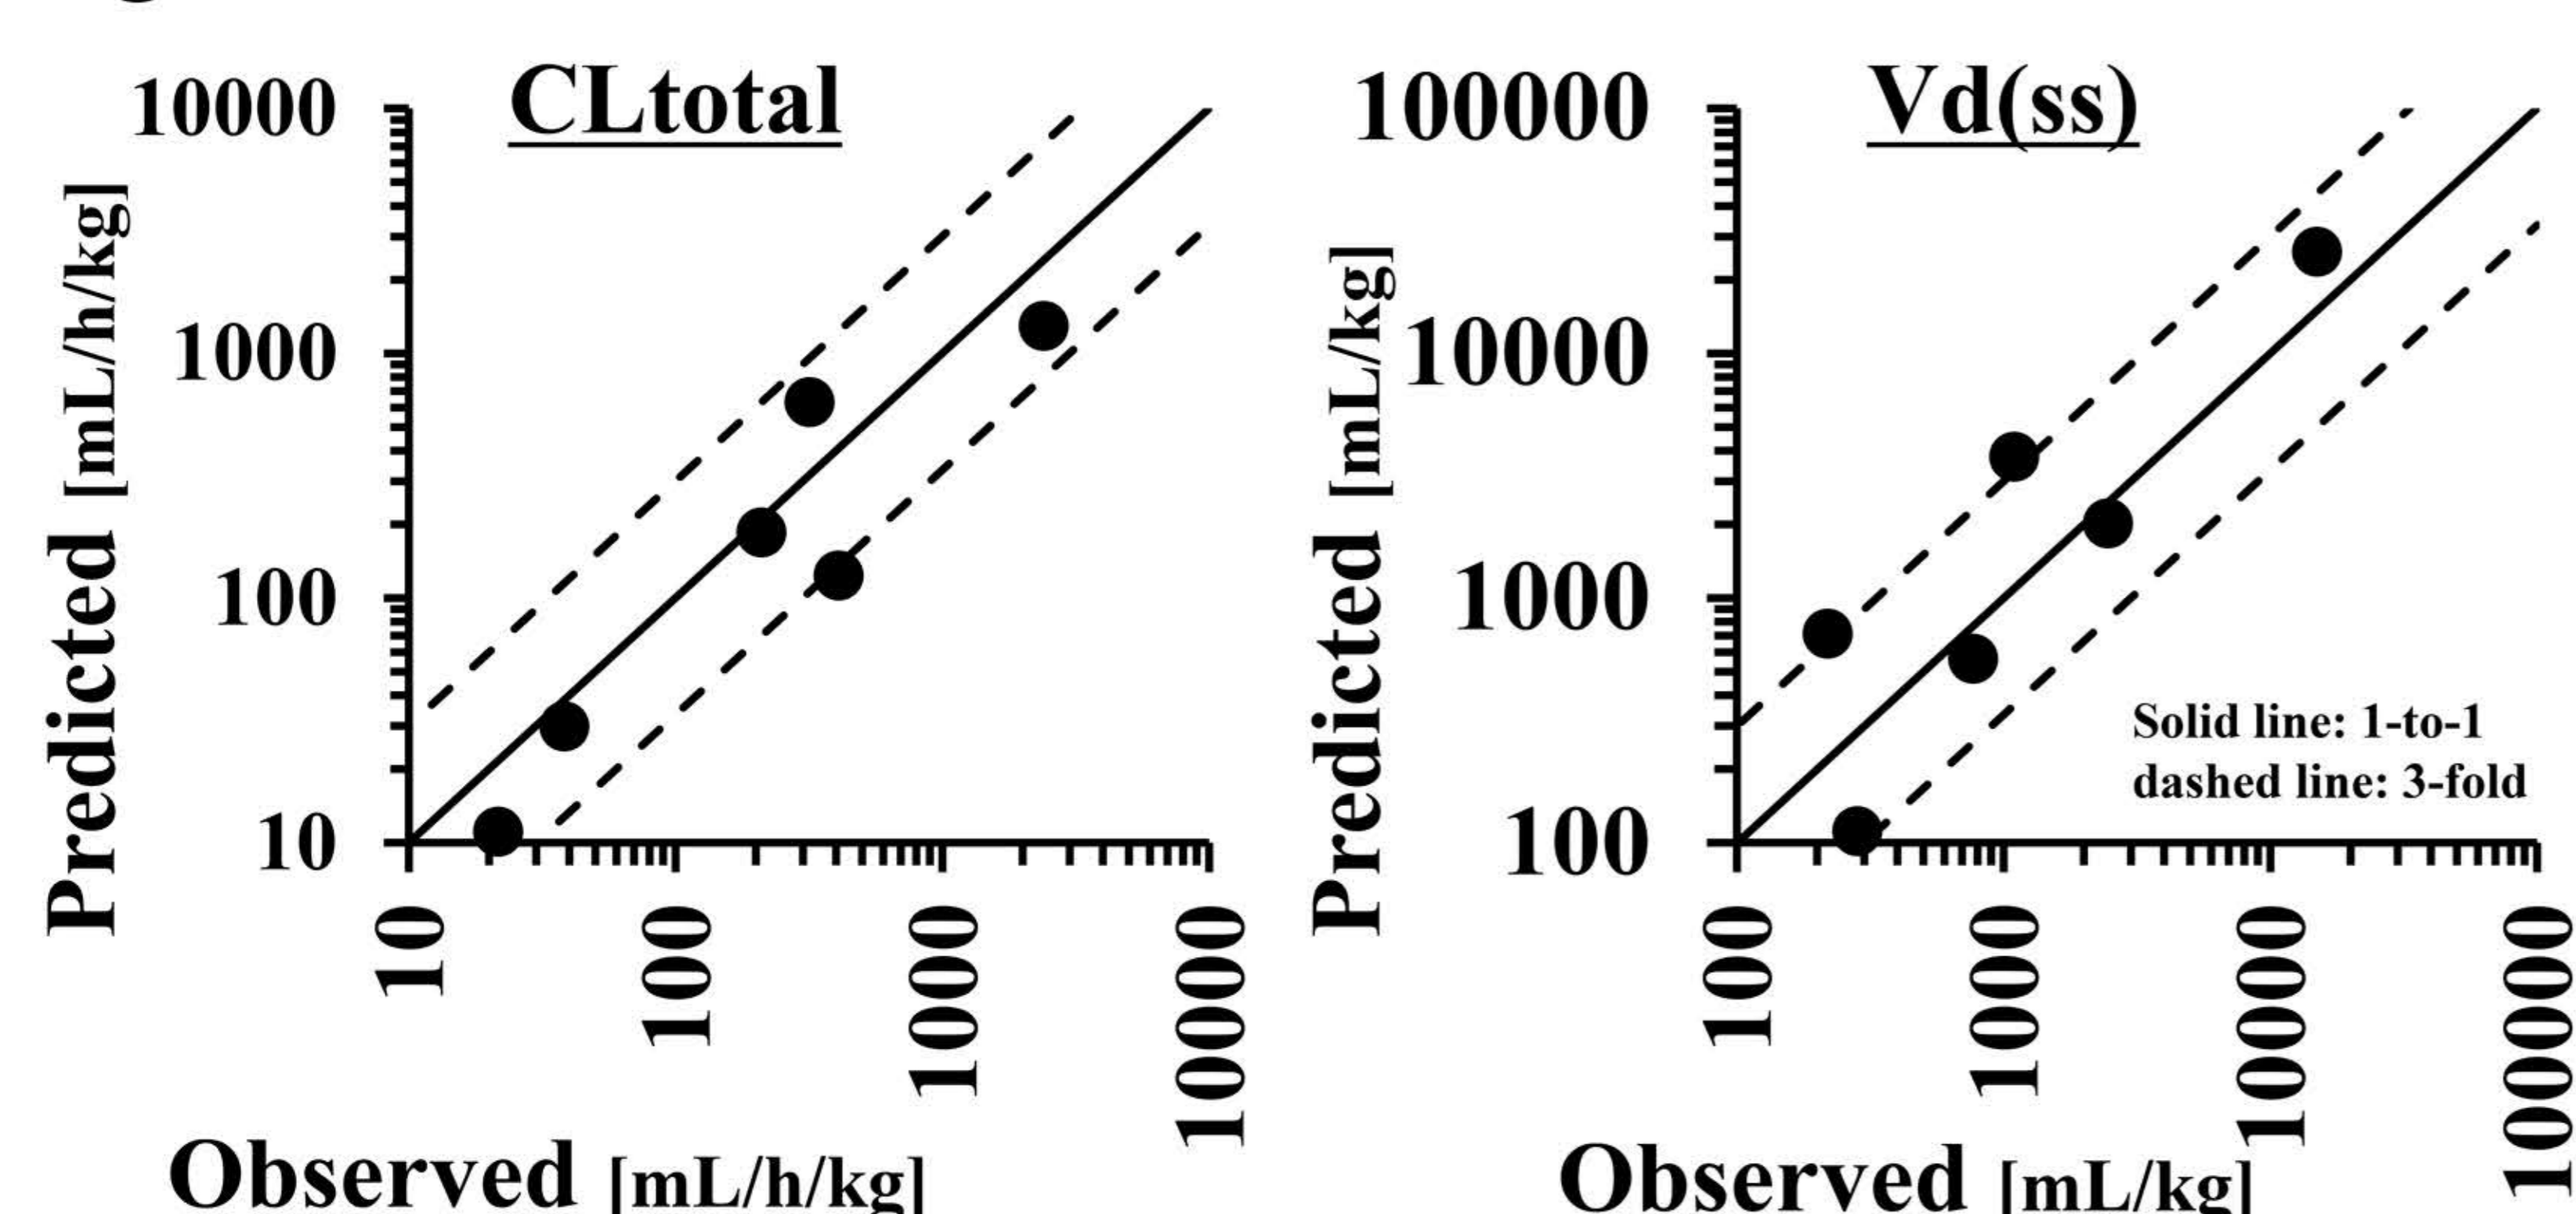 CLtotal
10000
1000
100
10
Predicted [mL/h/kg]
10
100
1000
10000
Observed [mL/h/kg]
Vd(ss)
100000
10000
1000
100
Predicted [mL/kg]
Solid line: 1-to-1
dashed line: 3-fold
100
1000
10000
100000
Observed [mL/kg]